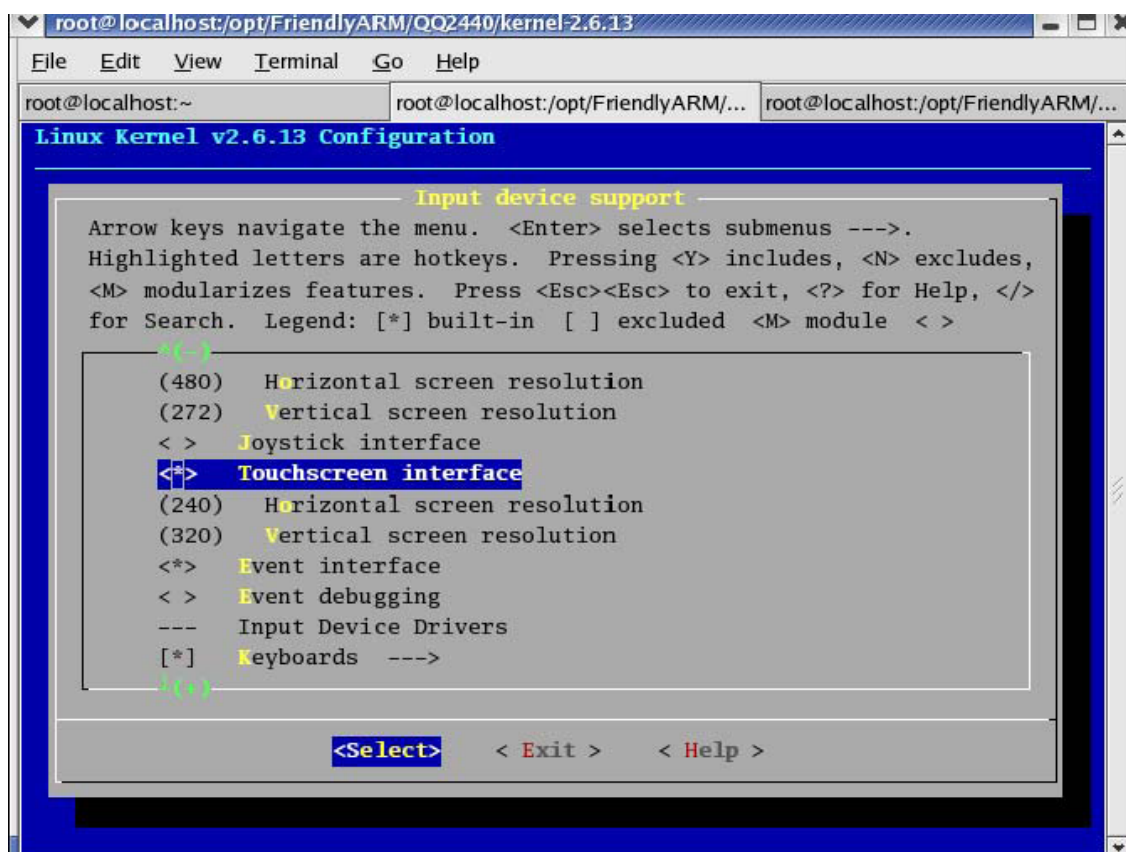 root@localhost:/opt/FriendlyARM/QQ2440/kernel-2.6.13
File Edit View Terminal Go Help
root@localhost:~ root@localhost:/opt/FriendlyARM/... root@localhost:/opt/FriendlyARM/...
Linux Kernel v2.6.13 Configuration
Input device support
Arrow keys navigate the menu. <Enter> selects submenus --->.
Highlighted letters are hotkeys. Pressing <Y> includes, <N> excludes,
<M> modularizes features. Press <Esc><Esc> to exit, <?> for Help, </>
for Search. Legend: [*] built-in [ ] excluded <M> module < >
^(-)
(480) Horizontal screen resolution
(272) Vertical screen resolution
< > Joystick interface
<*> Touchscreen interface
(240) Horizontal screen resolution
(320) Vertical screen resolution
<*> Event interface
< > Event debugging
--- Input Device Drivers
[*] Keyboards --->
(+)
<Select> < Exit > < Help >